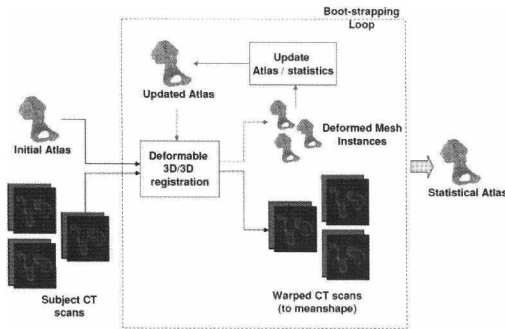 Boot-strapping
Loop
Update
Atlas / statistics
Updated Atlas
Deformed Mesh
Instances
Initial Atlas
Deformable
3D/3D
registration
Statistical Atlas
Subject CT
scans
Warped CT scans
(to meanshape)